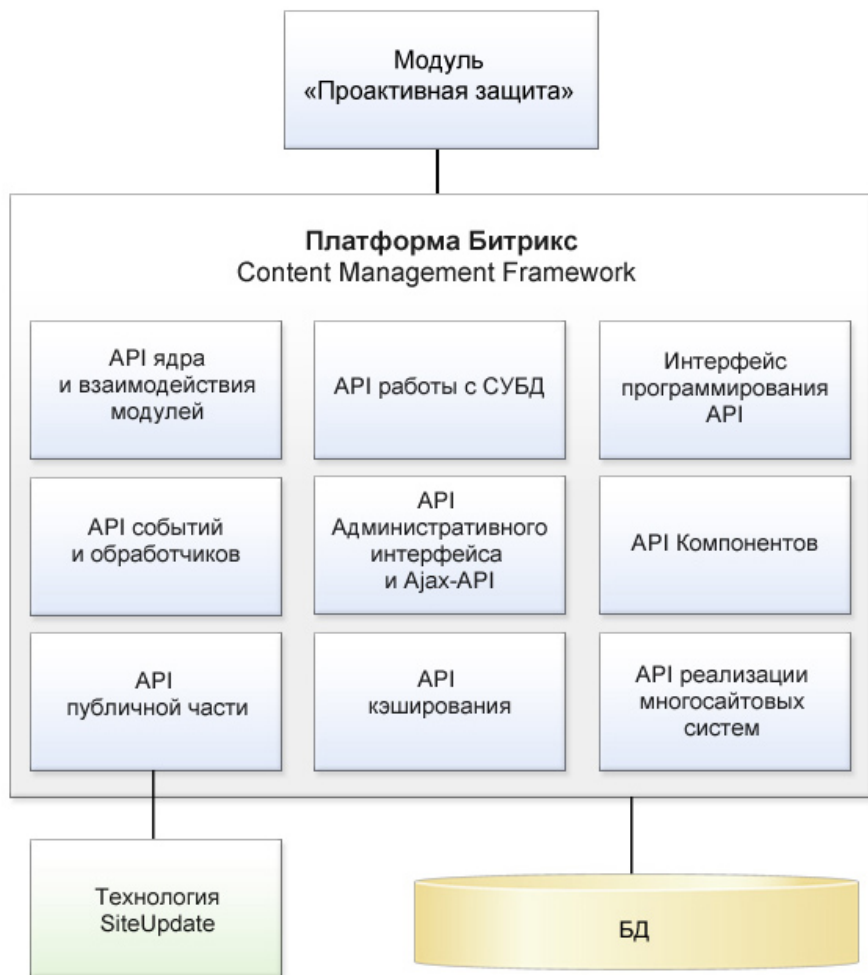 Модуль
«Проактивная защита»
Платформа Битрикс
Content Management Framework
API ядра
и взаимодействия
модулей
API работы с СУБД
Интерфейс
программирования
API
API событий
и обработчиков
API
Административного
интерфейса
и Ajax-API
API Компонентов
API
публичной части
API
кэширования
API реализации
многосайтовых
систем
Технология
SiteUpdate
БД